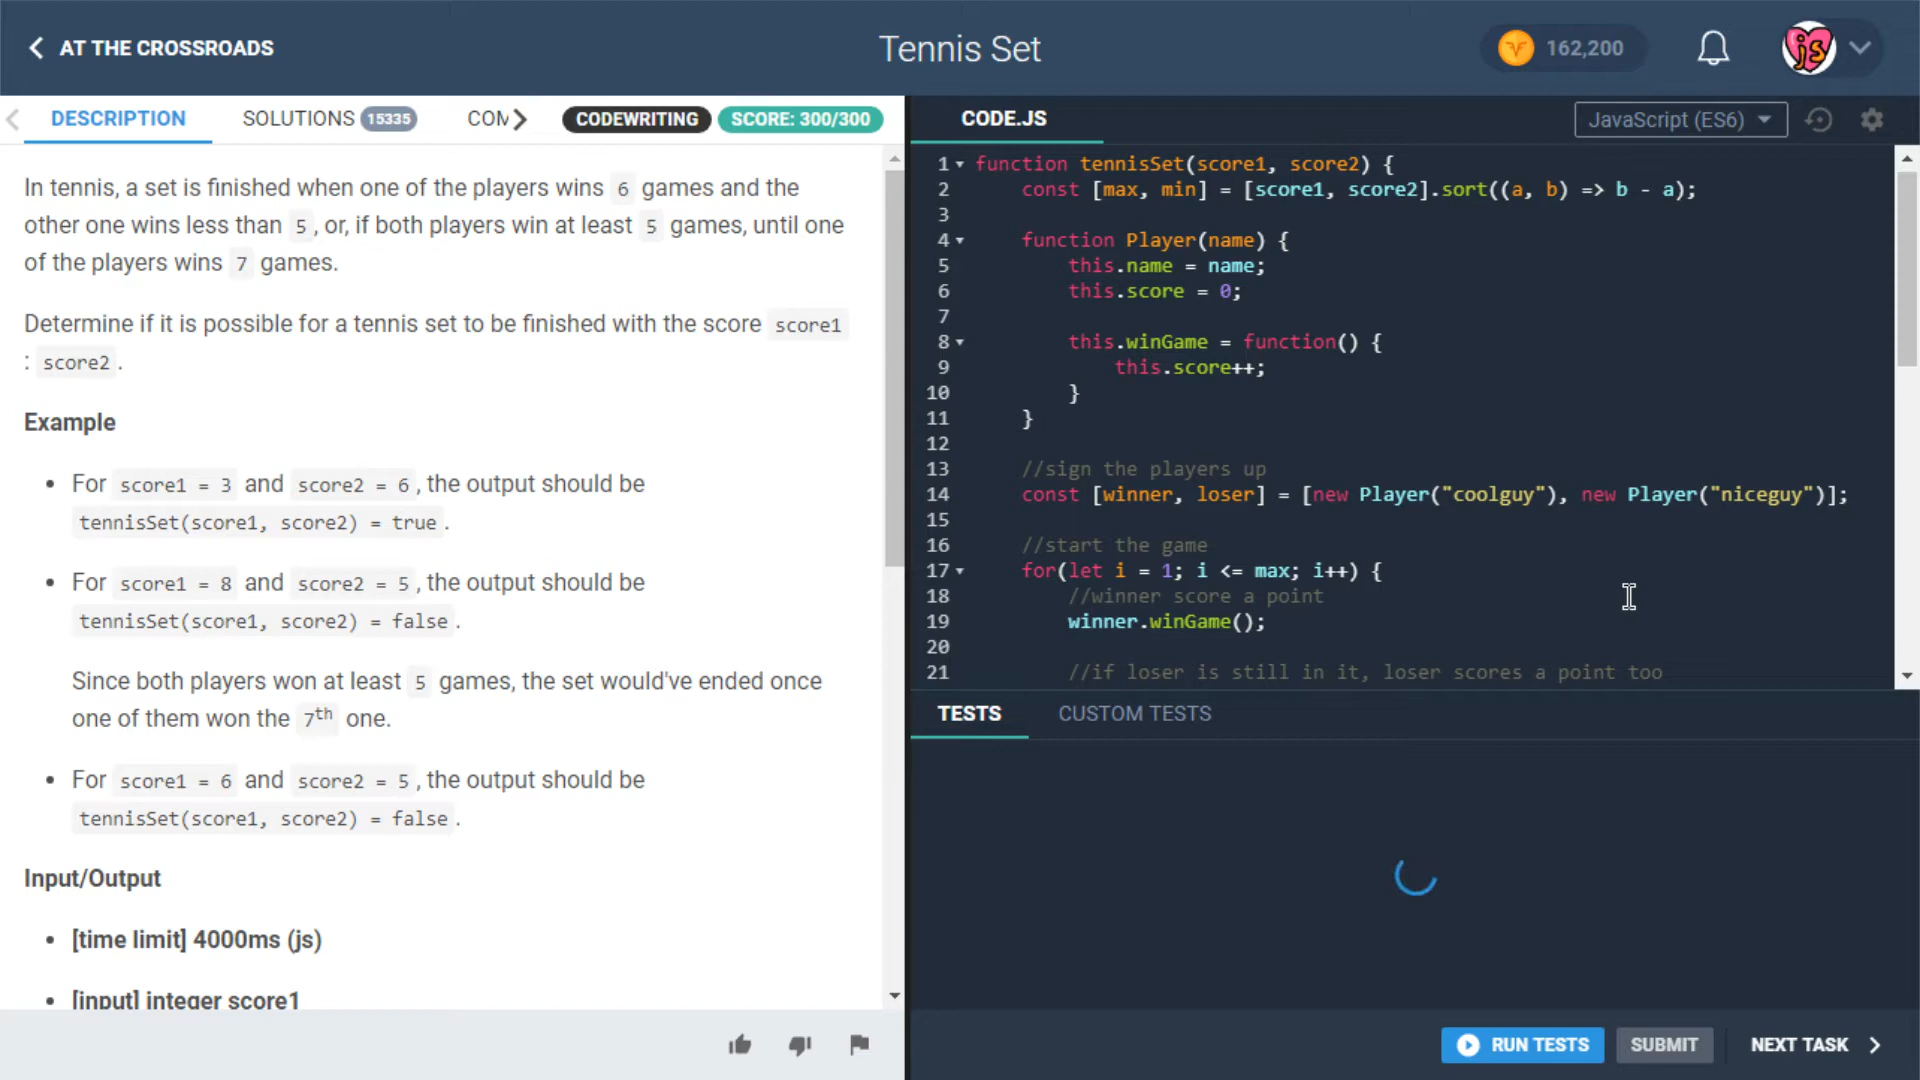 AT THE CROSSROADS
Tennis Set
162,200
DESCRIPTION
SOLUTIONS 15335
COM
CODEWRITING
SCORE: 300/300
In tennis, a set is finished when one of the players wins 6 games and the
other one wins less than 5, or, if both players win at least 5 games, until one
of the players wins 7 games.
Determine if it is possible for a tennis set to be finished with the score score1
: score2.
Example
For score1 = 3 and score2 = 6, the output should be
tennisSet(score1, score2) = true.
For score1 = 8 and score2 = 5, the output should be
tennisSet(score1, score2) = false.
Since both players won at least 5 games, the set would've ended once
one of them won the 7th one.
For score1 = 6 and score2 = 5, the output should be
tennisSet(score1, score2) = false.
Input/Output
[time limit] 4000ms (js)
[input] integer score1
CODE.JS
JavaScript (ES6)
1 function tennisSet(score1, score2) {
2 const [max, min] = [score1, score2].sort((a, b) => b - a);
3
4 function Player(name) {
5 this.name = name;
6 this.score = 0;
7
8 this.winGame = function() {
9 this.score++;
10 }
11 }
12
13 //sign the players up
14 const [winner, loser] = [new Player("coolguy"), new Player("niceguy")];
15
16 //start the game
17 for(let i = 1; i <= max; i++) {
18 //winner score a point
19 winner.winGame();
20
21 //if loser is still in it, loser scores a point too
TESTS
CUSTOM TESTS
RUN TESTS
SUBMIT
NEXT TASK
js